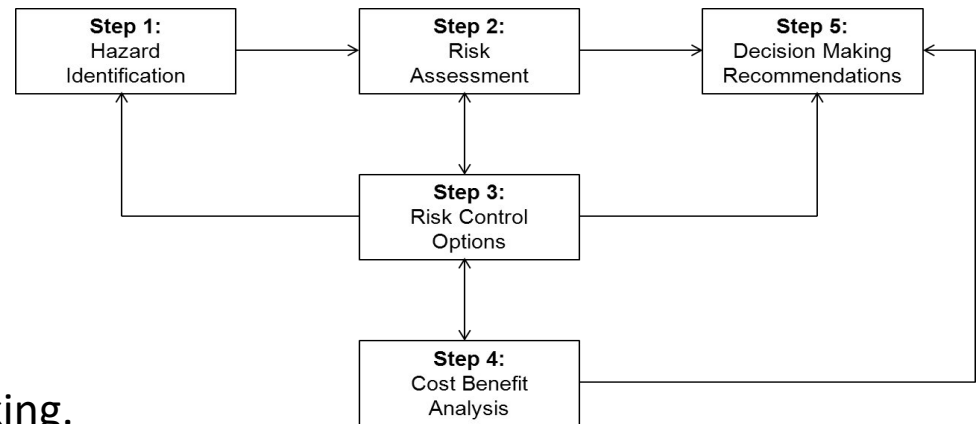 Step 1:
Hazard
Identification
Step 2:
Risk
Assessment
Step 5:
Decision Making
Recommendations
Step 3:
Risk Control
Options
Step 4:
Cost Benefit
Analysis